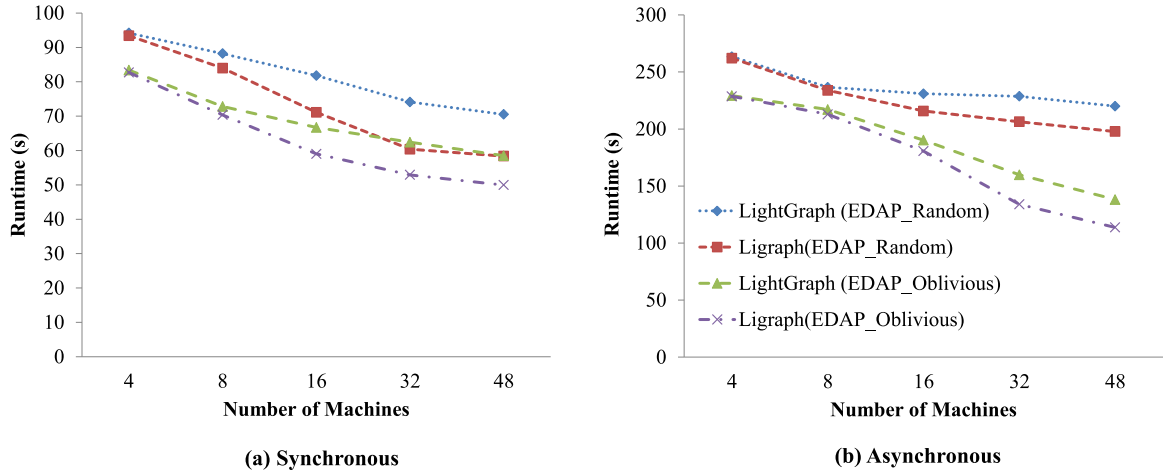 100
90
80
70
60
50
40
30
20
10
0
Runtime (s)
4 8 16 32 48
Number of Machines
(a) Synchronous
300
250
200
150
100
50
0
Runtime (s)
LightGraph (EDAP_Random)
Ligraph(EDAP_Random)
LightGraph (EDAP_Oblivious)
Ligraph(EDAP_Oblivious)
4 8 16 32 48
Number of Machines
(b) Asynchronous